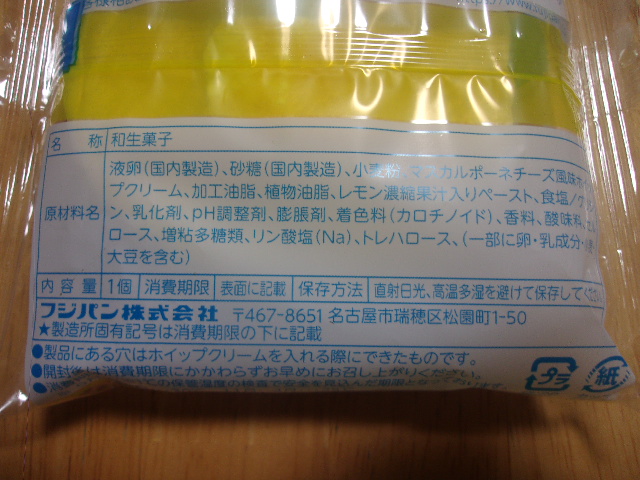 名 称 和生菓子
原材料名 液卵(国内製造)、砂糖(国内製造)、小麦粉、マスカルポーネチーズ風味ホイッ
プクリーム、加工油脂、植物油脂、レモン濃縮果汁入りペースト、食塩/グリシ
ン、乳化剤、pH調整剤、膨脹剤、着色料(カロチノイド)、香料、酸味料、
ロース、増粘多糖類、リン酸塩(Na)、トレハロース、(一部に卵・乳成分・小麦・
大豆を含む)
内容量 1個 消費期限 表面に記載 保存方法 直射日光、高温多湿を避けて保存してください
フジパン株式会社 〒467-8651 名古屋市瑞穂区松園町1-50
★製造所固有記号は消費期限の下に記載
●製品にある穴はホイップクリームを入れる際にできたものです。
●開封後は消費期限にかかわらずお早めにお召し上がりください。
プラ
紙